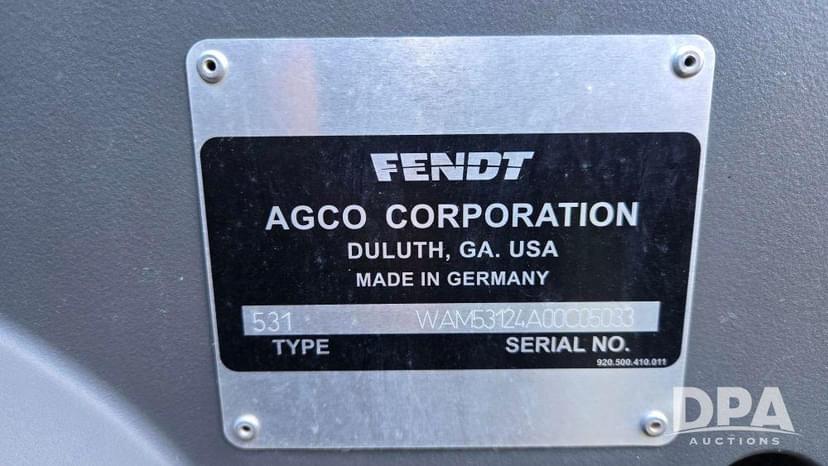 FENDT
AGCO CORPORATION
DULUTH, GA. USA
MADE IN GERMANY
531 WAM53124A00C05033
TYPE SERIAL NO.
920.500.410.011
DPA
AUCTIONS